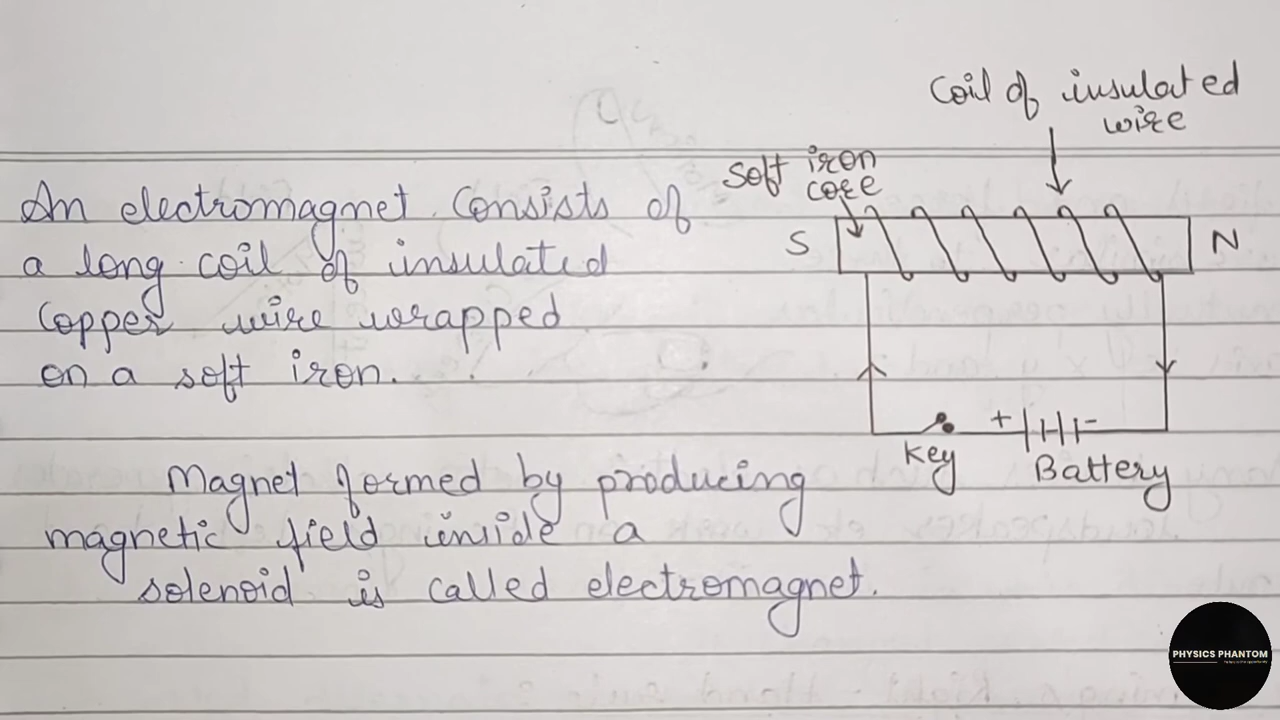 Coil of insulated
wire
Soft iron
core
An electromagnet consists of
a long coil of insulated
copper wire wrapped
on a soft iron.
S
N
+
-
Key
Battery
Magnet formed by producing
magnetic field inside a
solenoid is called electromagnet.
PHYSICS PHANTOM